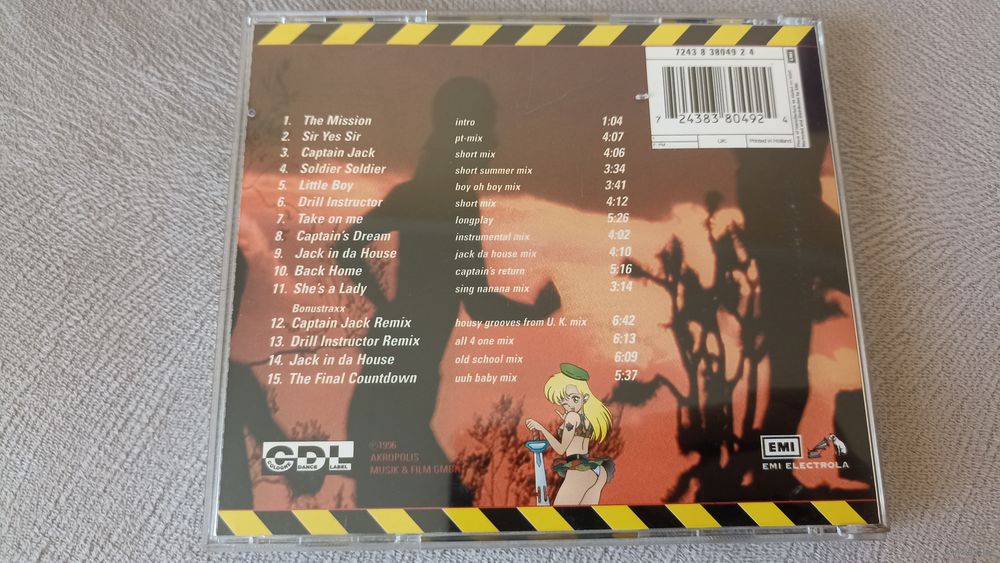 7243 8 38049 2 4
EMI
7 24383 80492 4
UK:
Printed in Holland
1. The Mission intro 1:04
2. Sir Yes Sir pt-mix 4:07
3. Captain Jack short mix 4:06
4. Soldier Soldier short summer mix 3:34
5. Little Boy boy oh boy mix 3:41
6. Drill Instructor short mix 4:12
7. Take on me longplay 5:26
8. Captain's Dream instrumental mix 4:02
9. Jack in da House jack da house mix 4:10
10. Back Home captain's return 5:16
11. She's a Lady sing nanana mix 3:14
Bonustraxx
12. Captain Jack Remix housy grooves from U. K. mix 6:42
13. Drill Instructor Remix all 4 one mix 6:13
14. Jack in da House old school mix 6:09
15. The Final Countdown uuh baby mix 5:37
CDL
COLOGNE DANCE LABEL
℗1996
AKROPOLIS
MUSIK & FILM GMBH
EMI
EMI ELECTROLA